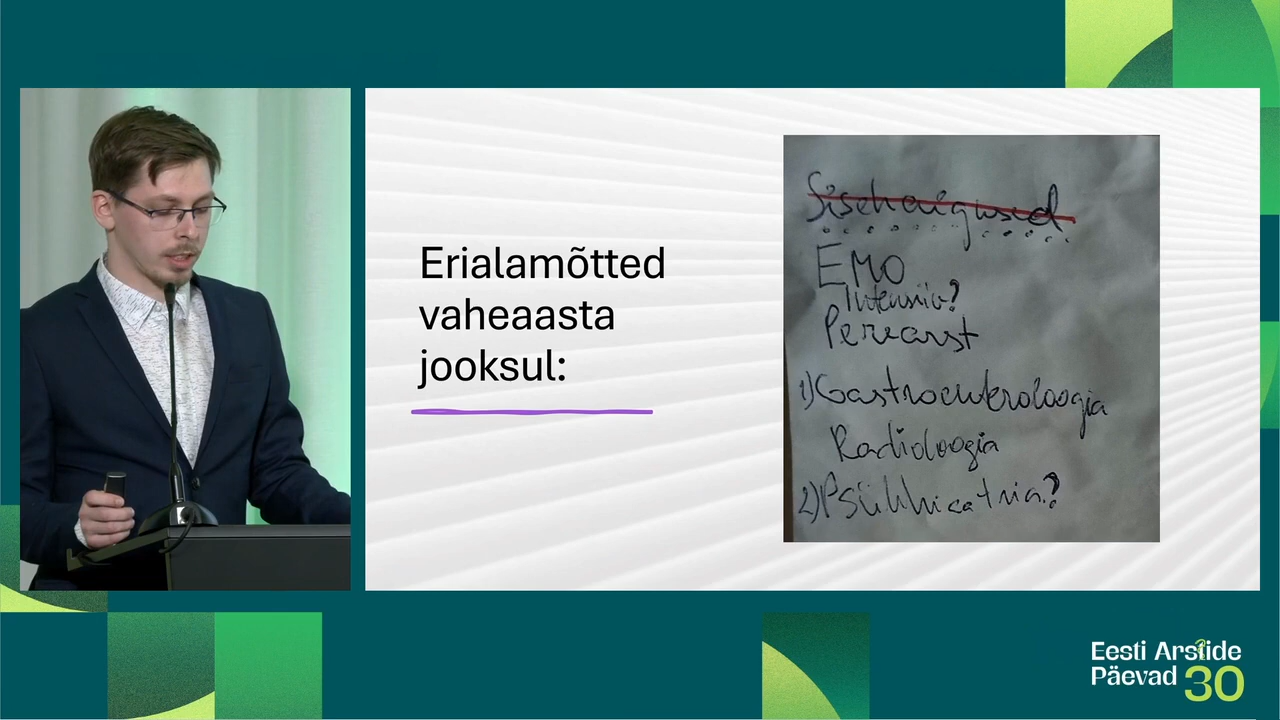 Erialamõtted
vaheaasta
jooksul:
Sisehaigused
EMO
Intensiiv?
Perearst
1) Gastroenteroloogia
Radioloogia
2) Psühhiaatria?
Eesti Arstide
Päevad 30